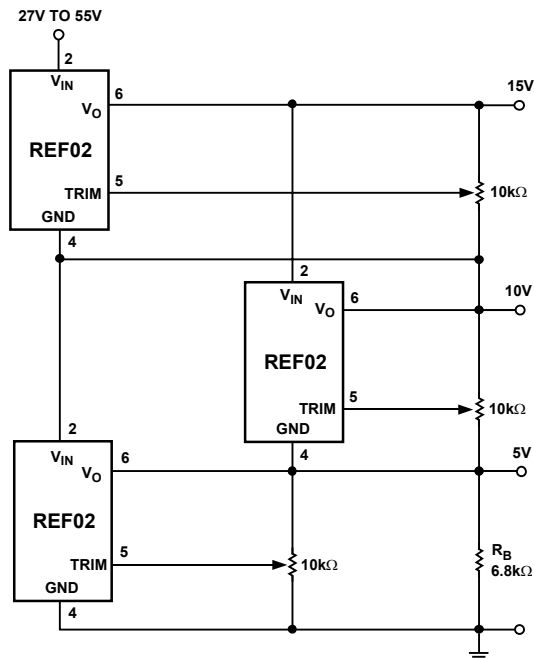 27V TO 55V
2
V_IN
V_O
6
15V
REF02
TRIM
5
10kΩ
GND
4
2
V_IN
V_O
6
10V
REF02
TRIM
5
10kΩ
GND
4
2
V_IN
V_O
6
5V
REF02
TRIM
5
10kΩ
R_B
6.8kΩ
GND
4